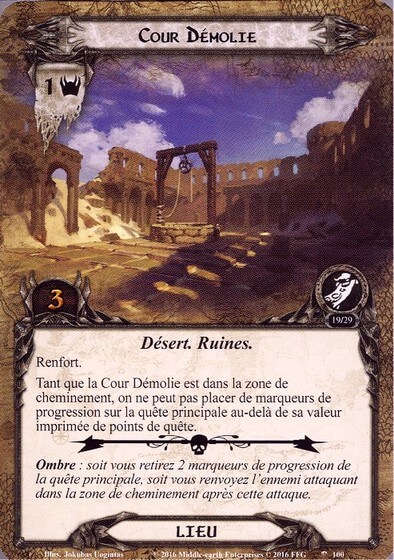 Cour Démolie
1
3
19/29
Désert. Ruines.
Renfort.
Tant que la Cour Démolie est dans la zone de
cheminement, on ne peut pas placer de marqueurs de
progression sur la quête principale au-delà de sa valeur
imprimée de points de quête.
Ombre : soit vous retirez 2 marqueurs de progression de
la quête principale, soit vous renvoyez l'ennemi attaquant
dans la zone de cheminement après cette attaque.
LIEU
Illus. Jokubas Uogintas 2016 Middle-earth Enterprises © 2016 FFG 100